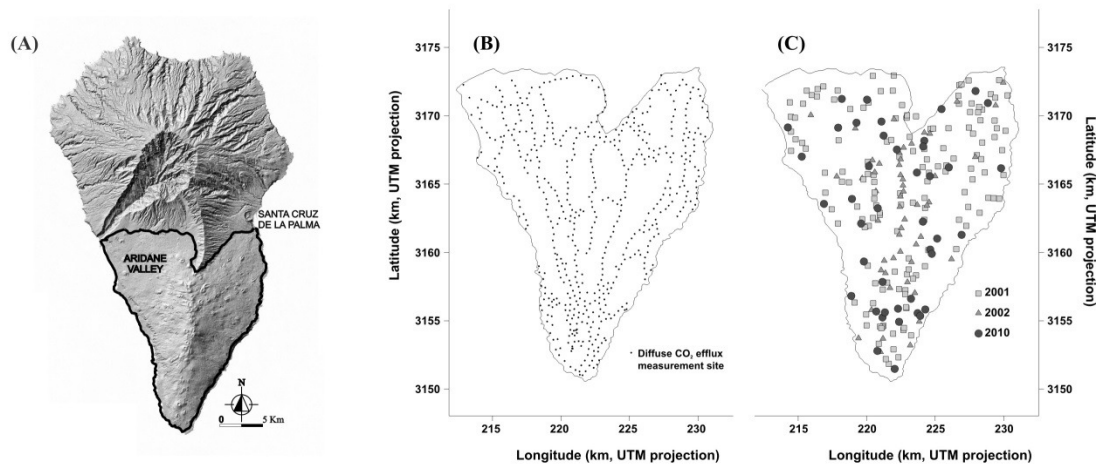 (A)
SANTA CRUZ
DE LA PALMA
ARIDANE
VALLEY
N
0 5 Km
(B)
3175
3170
3165
3160
3155
3150
Latitude (km, UTM projection)
Diffuse CO₂ efflux
measurement site
215 220 225 230
Longitude (km, UTM projection)
(C)
2001
2002
2010
3175
3170
3165
3160
3155
3150
Latitude (km, UTM projection)
215 220 225 230
Longitude (km, UTM projection)